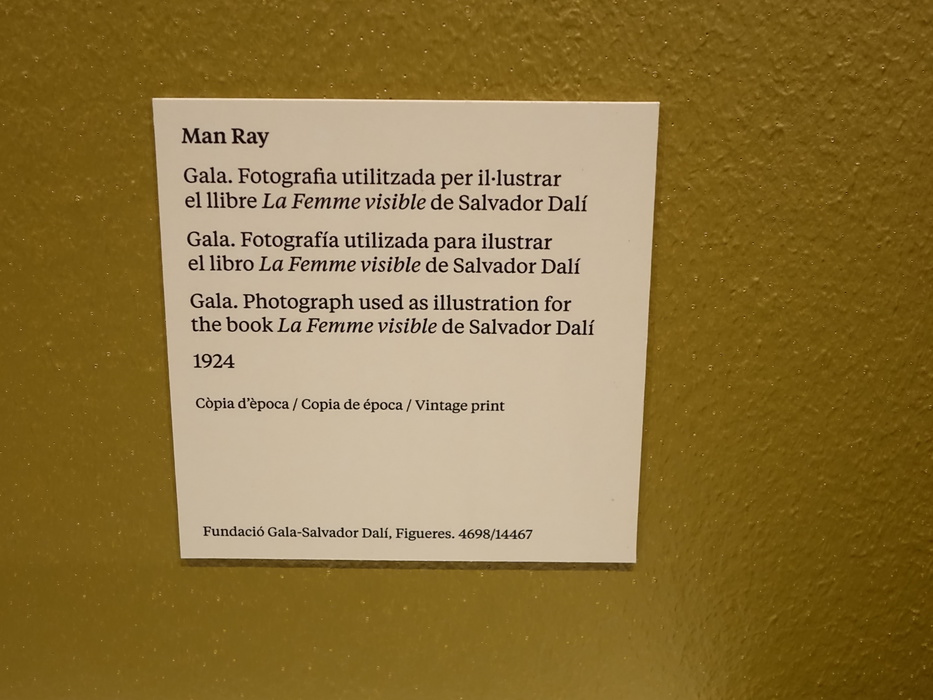 Man Ray
Gala. Fotografia utilitzada per il·lustrar
el llibre La Femme visible de Salvador Dalí
Gala. Fotografía utilizada para ilustrar
el libro La Femme visible de Salvador Dalí
Gala. Photograph used as illustration for
the book La Femme visible de Salvador Dalí
1924
Còpia d'època / Copia de época / Vintage print
Fundació Gala-Salvador Dalí, Figueres. 4698/14467